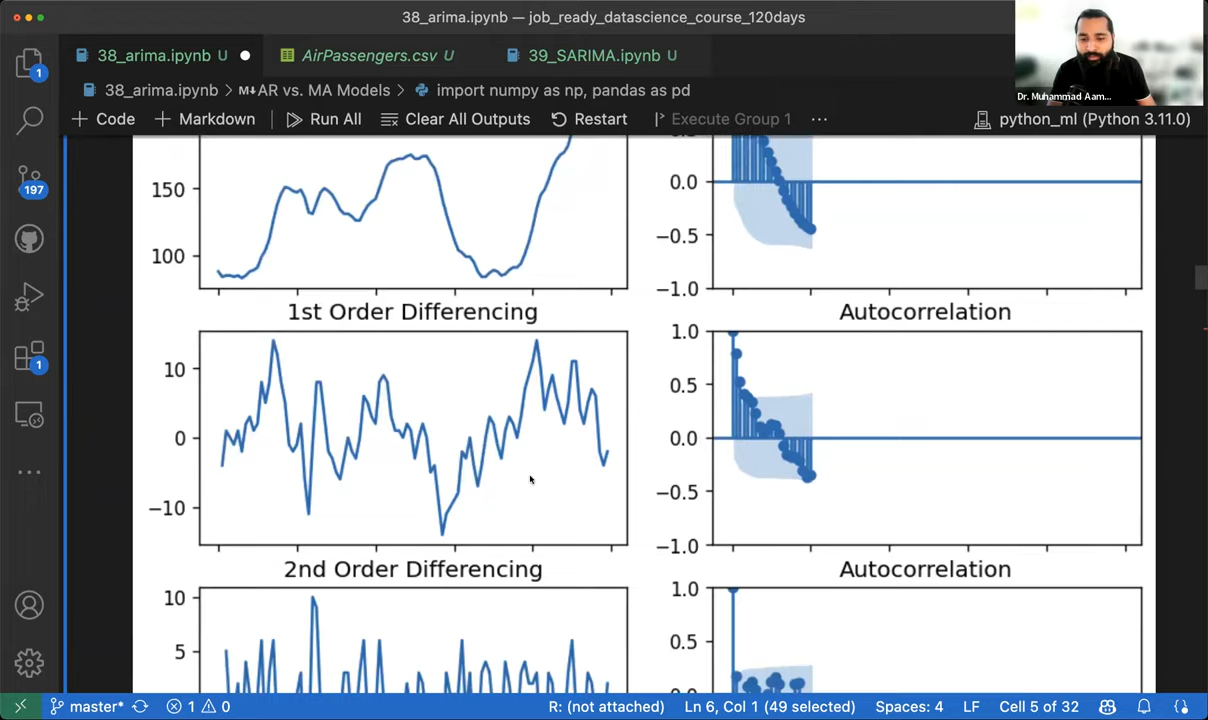 38_arima.ipynb — job_ready_datascience_course_120days
38_arima.ipynb U
AirPassengers.csv U
39_SARIMA.ipynb U
38_arima.ipynb > M↓AR vs. MA Models > import numpy as np, pandas as pd
+ Code + Markdown | Run All Clear All Outputs Restart Execute Group 1 ... python_ml (Python 3.11.0)
Dr. Muhammad Aam...
1
197
1
150
100
0.0
−0.5
−1.0
1st Order Differencing
10
0
−10
Autocorrelation
1.0
0.5
0.0
−0.5
−1.0
2nd Order Differencing
10
5
Autocorrelation
1.0
0.5
master* 1 0 R: (not attached) Ln 6, Col 1 (49 selected) Spaces: 4 LF Cell 5 of 32